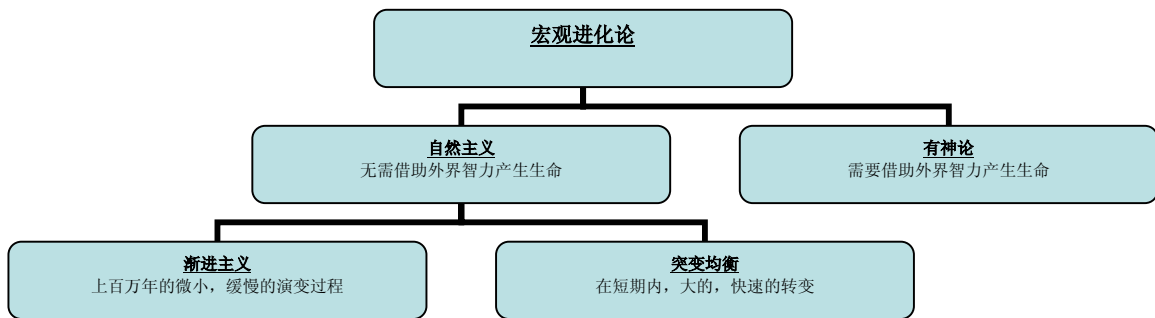 宏观进化论
自然主义
无需借助外界智力产生生命
有神论
需要借助外界智力产生生命
渐进主义
上百万年的微小，缓慢的演变过程
突变均衡
在短期内，大的，快速的转变